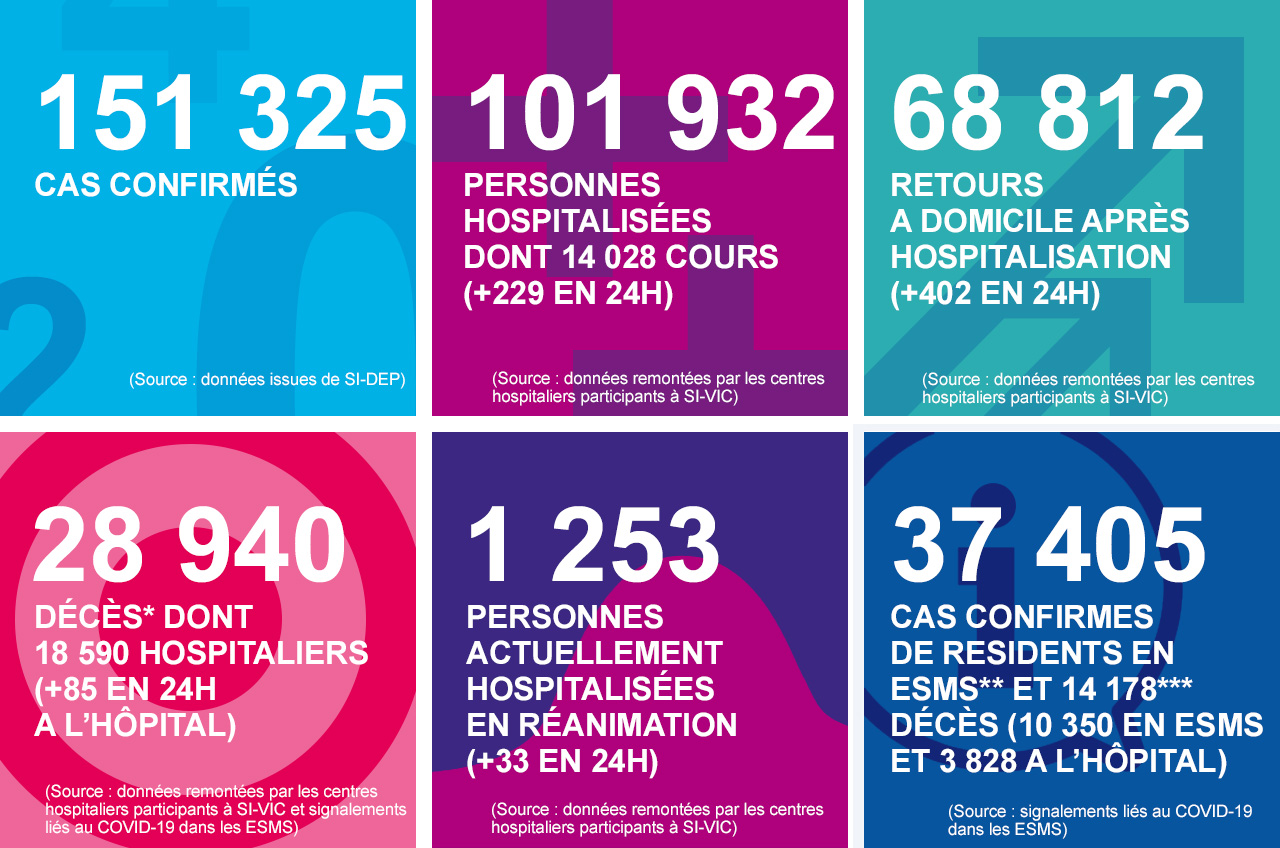 151 325
CAS CONFIRMÉS
(Source : données issues de SI-DEP)
101 932
PERSONNES
HOSPITALISÉES
DONT 14 028 COURS
(+229 EN 24H)
(Source : données remontées par les centres
hospitaliers participants à SI-VIC)
68 812
RETOURS
A DOMICILE APRÈS
HOSPITALISATION
(+402 EN 24H)
(Source : données remontées par les centres
hospitaliers participants à SI-VIC)
28 940
DÉCÈS* DONT
18 590 HOSPITALIERS
(+85 EN 24H
A L'HÔPITAL)
(Source : données remontées par les centres
hospitaliers participants à SI-VIC et signalements
liés au COVID-19 dans les ESMS)
1 253
PERSONNES
ACTUELLEMENT
HOSPITALISÉES
EN RÉANIMATION
(+33 EN 24H)
(Source : données remontées par les centres
hospitaliers participants à SI-VIC)
37 405
CAS CONFIRMES
DE RESIDENTS EN
ESMS** ET 14 178***
DÉCÈS (10 350 EN ESMS
ET 3 828 A L'HÔPITAL)
(Source : signalements liés au COVID-19
dans les ESMS)